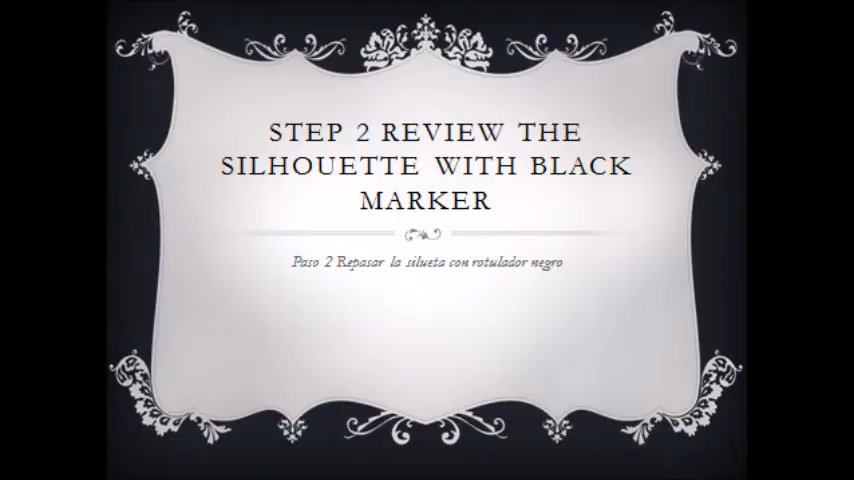 STEP 2 REVIEW THE
SILHOUETTE WITH BLACK
MARKER
Paso 2 Repasar la silueta con rotulador negro